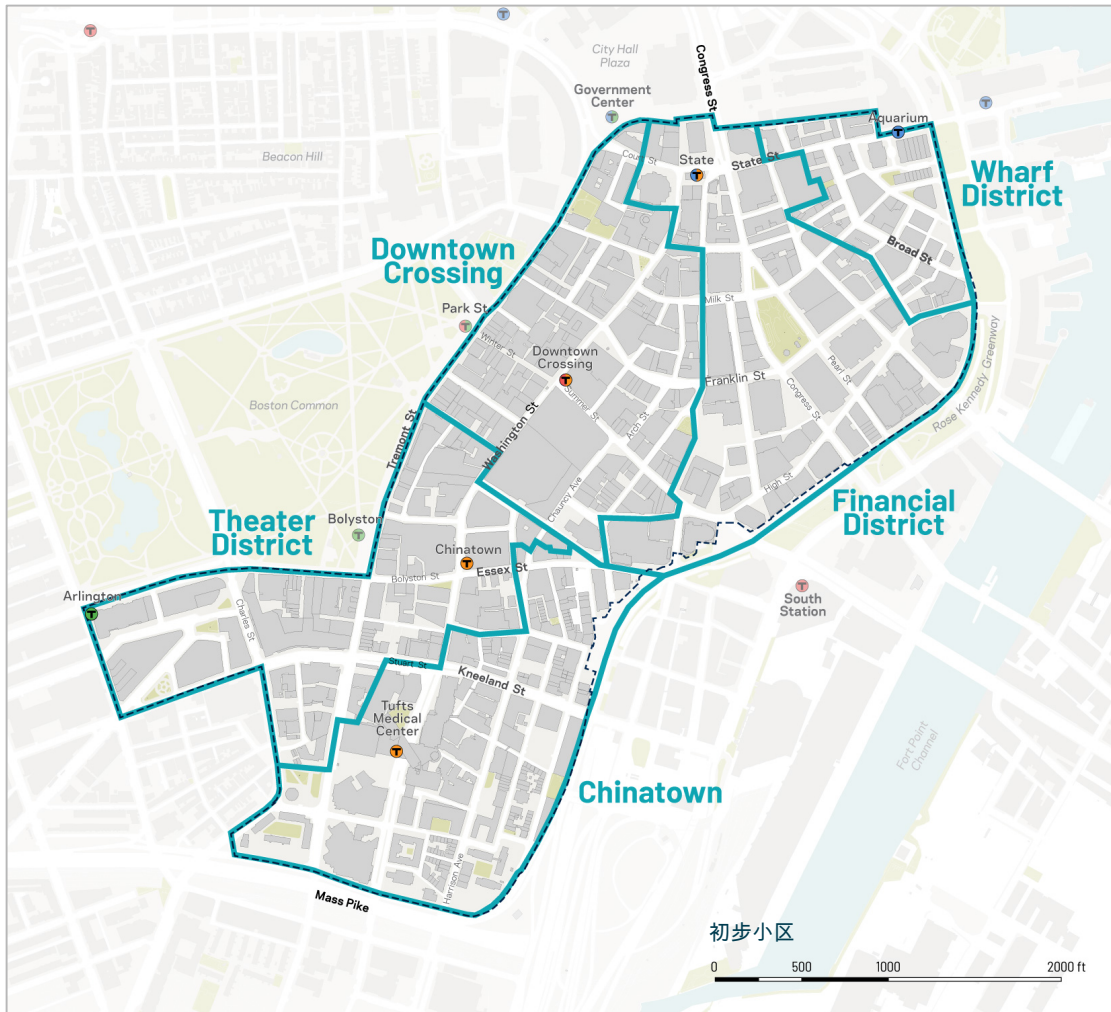 City Hall
Plaza
Congress St
Government
Center
Aquarium
Beacon Hill
Court St
State
State St
Wharf
District
Downtown
Crossing
Broad St
Park St
Milk St
Winter St
Downtown
Crossing
Franklin St
Pearl St
Boston Common
Summer St
Congress St
Rose Kennedy Greenway
Tremont St
Washington St
Arch St
Chauncy Ave
High St
Financial
District
Theater
District
Bolyston
Chinatown
Essex St
Bolyston St
South
Station
Arlington
Charles St
Stuart St
Kneeland St
Tufts
Medical
Center
Fort Point
Channel
Chinatown
Harrison Ave
Mass Pike
初步小区
0 500 1000 2000 ft
T
T
T
T
T
T
T
T
T
T
T
T